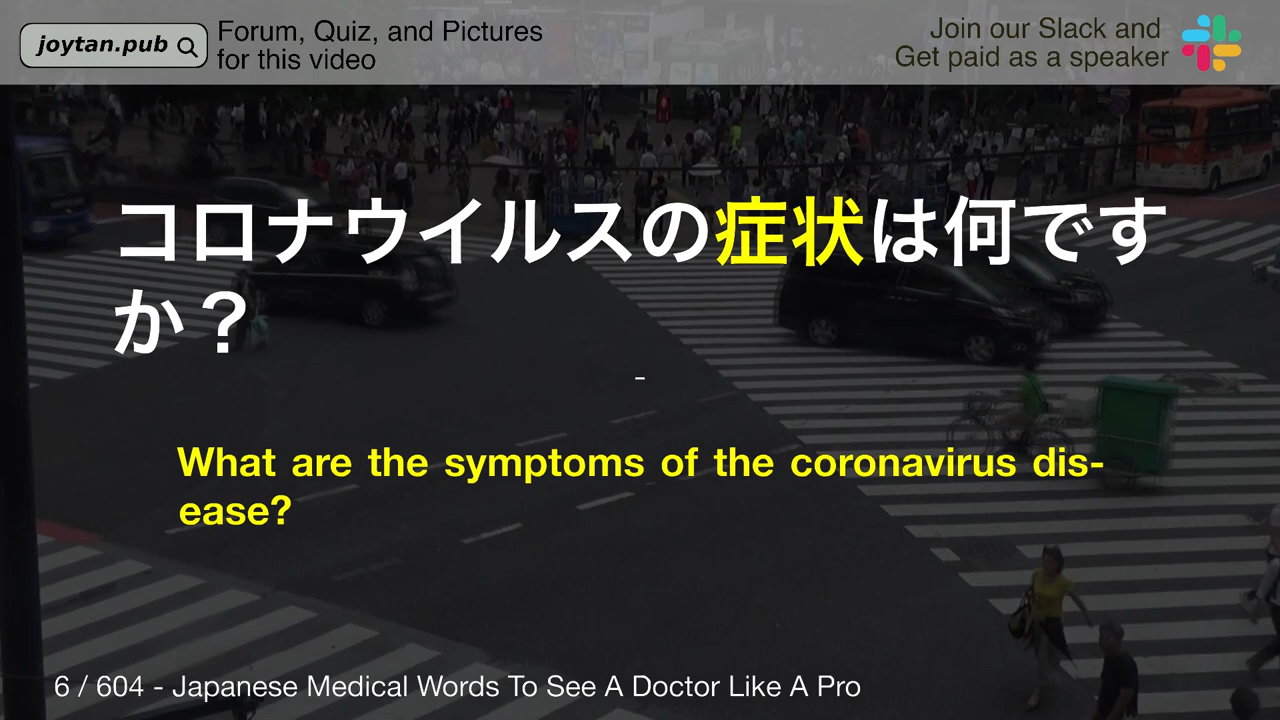 joytan.pub
Forum, Quiz, and Pictures
for this video
Join our Slack and
Get paid as a speaker
コロナウイルスの症状は何です
か？
-
What are the symptoms of the coronavirus dis-
ease?
6 / 604 - Japanese Medical Words To See A Doctor Like A Pro